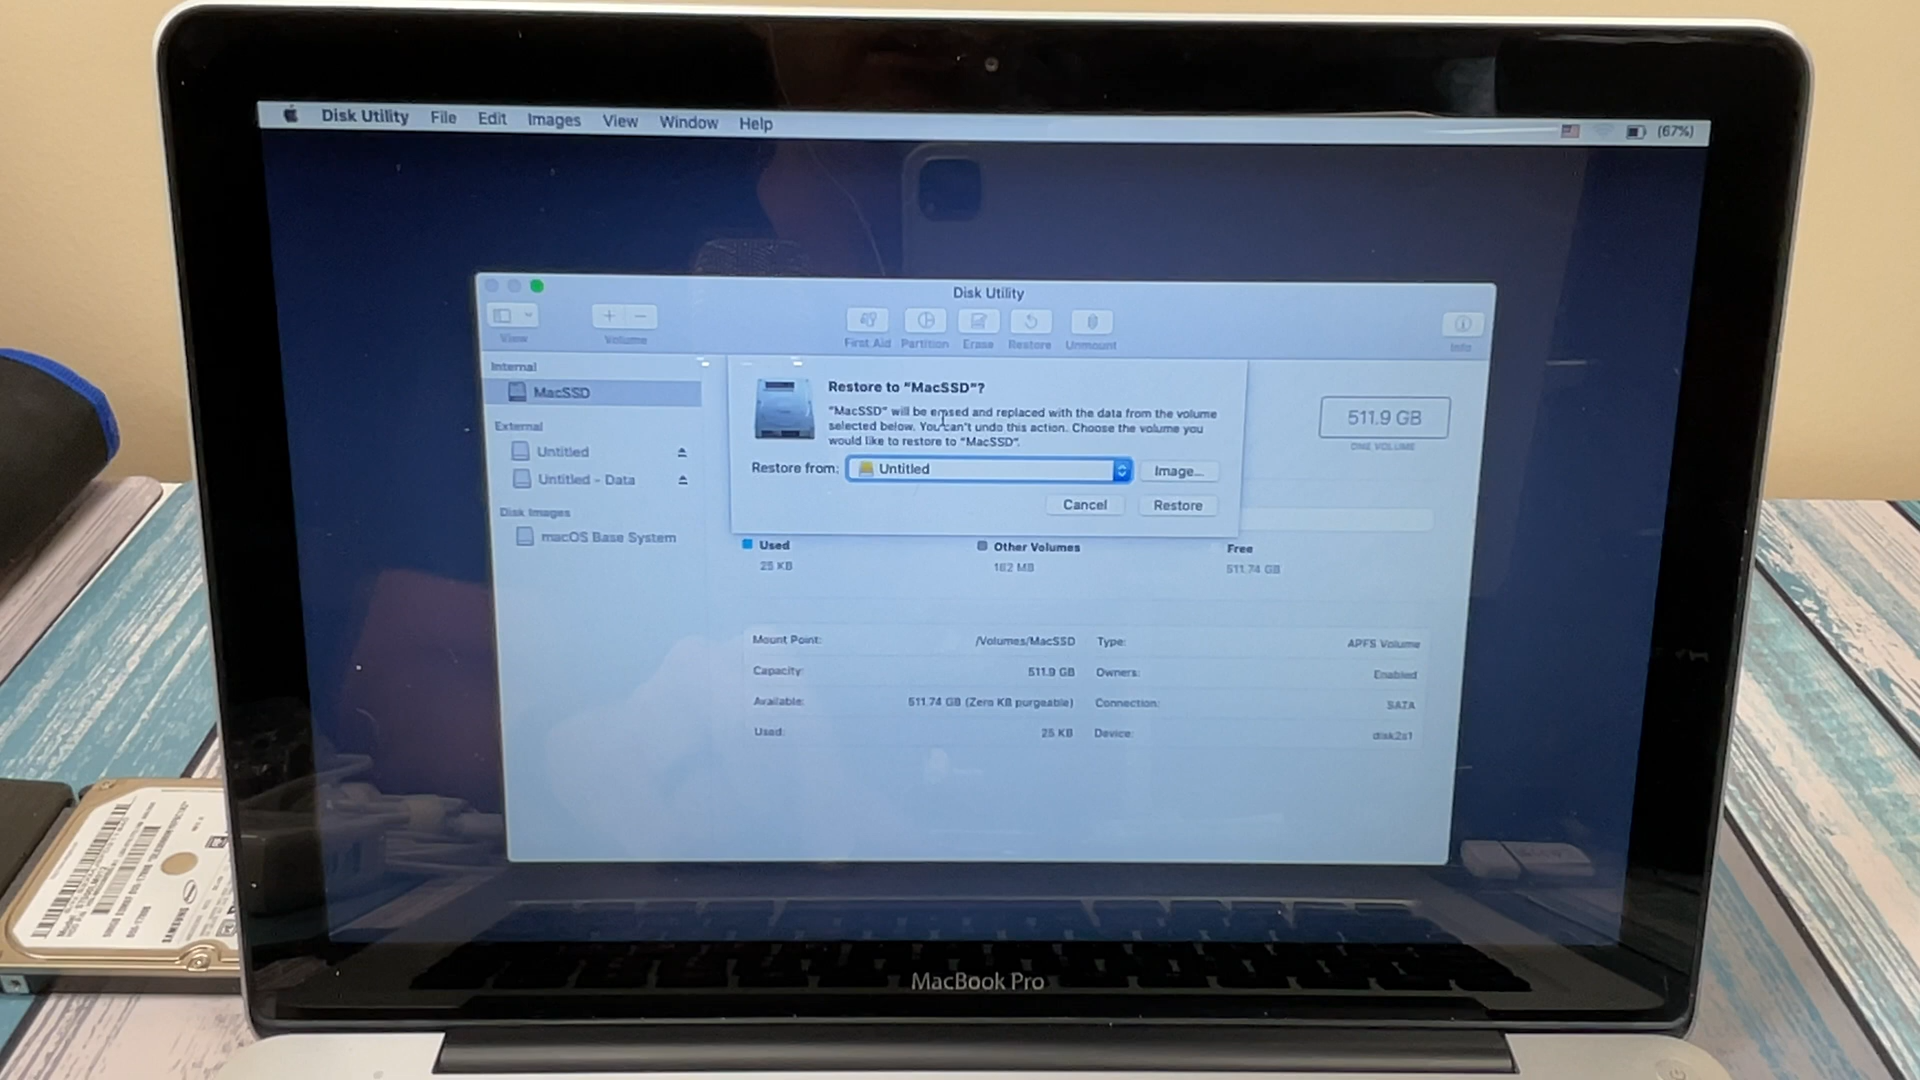 Disk Utility File Edit Images View Window Help (67%)
Disk Utility
View Volume First Aid Partition Erase Restore Unmount Info
Internal
MacSSD
External
Untitled
Untitled - Data
Disk Images
macOS Base System
Restore to "MacSSD"?
"MacSSD" will be erased and replaced with the data from the volume
selected below. You can't undo this action. Choose the volume you
would like to restore to "MacSSD".
Restore from: Untitled Image...
Cancel Restore
511.9 GB
ONE VOLUME
Used
25 KB
Other Volumes
162 MB
Free
511.74 GB
Mount Point: /Volumes/MacSSD Type: APFS Volume
Capacity: 511.9 GB Owners: Enabled
Available: 511.74 GB (Zero KB purgeable) Connection: SATA
Used: 25 KB Device: disk2s1
MacBook Pro
SAMSUNG